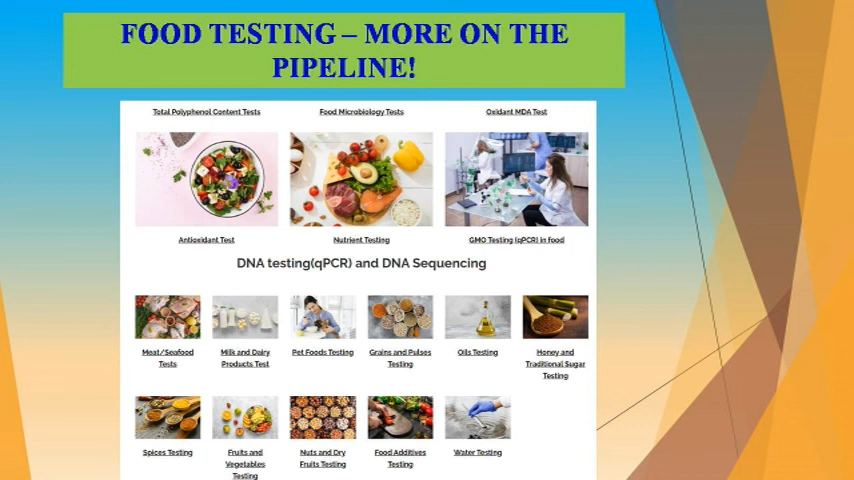 FOOD TESTING – MORE ON THE
PIPELINE!
Total Polyphenol Content Tests
Food Microbiology Tests
Oxidant MDA Test
Antioxidant Test
Nutrient Testing
GMO Testing (qPCR) in food
DNA testing(qPCR) and DNA Sequencing
Meat/Seafood
Tests
Milk and Dairy
Products Test
Pet Foods Testing
Grains and Pulses
Testing
Oils Testing
Honey and
Traditional Sugar
Testing
Spices Testing
Fruits and
Vegetables
Testing
Nuts and Dry
Fruits Testing
Food Additives
Testing
Water Testing